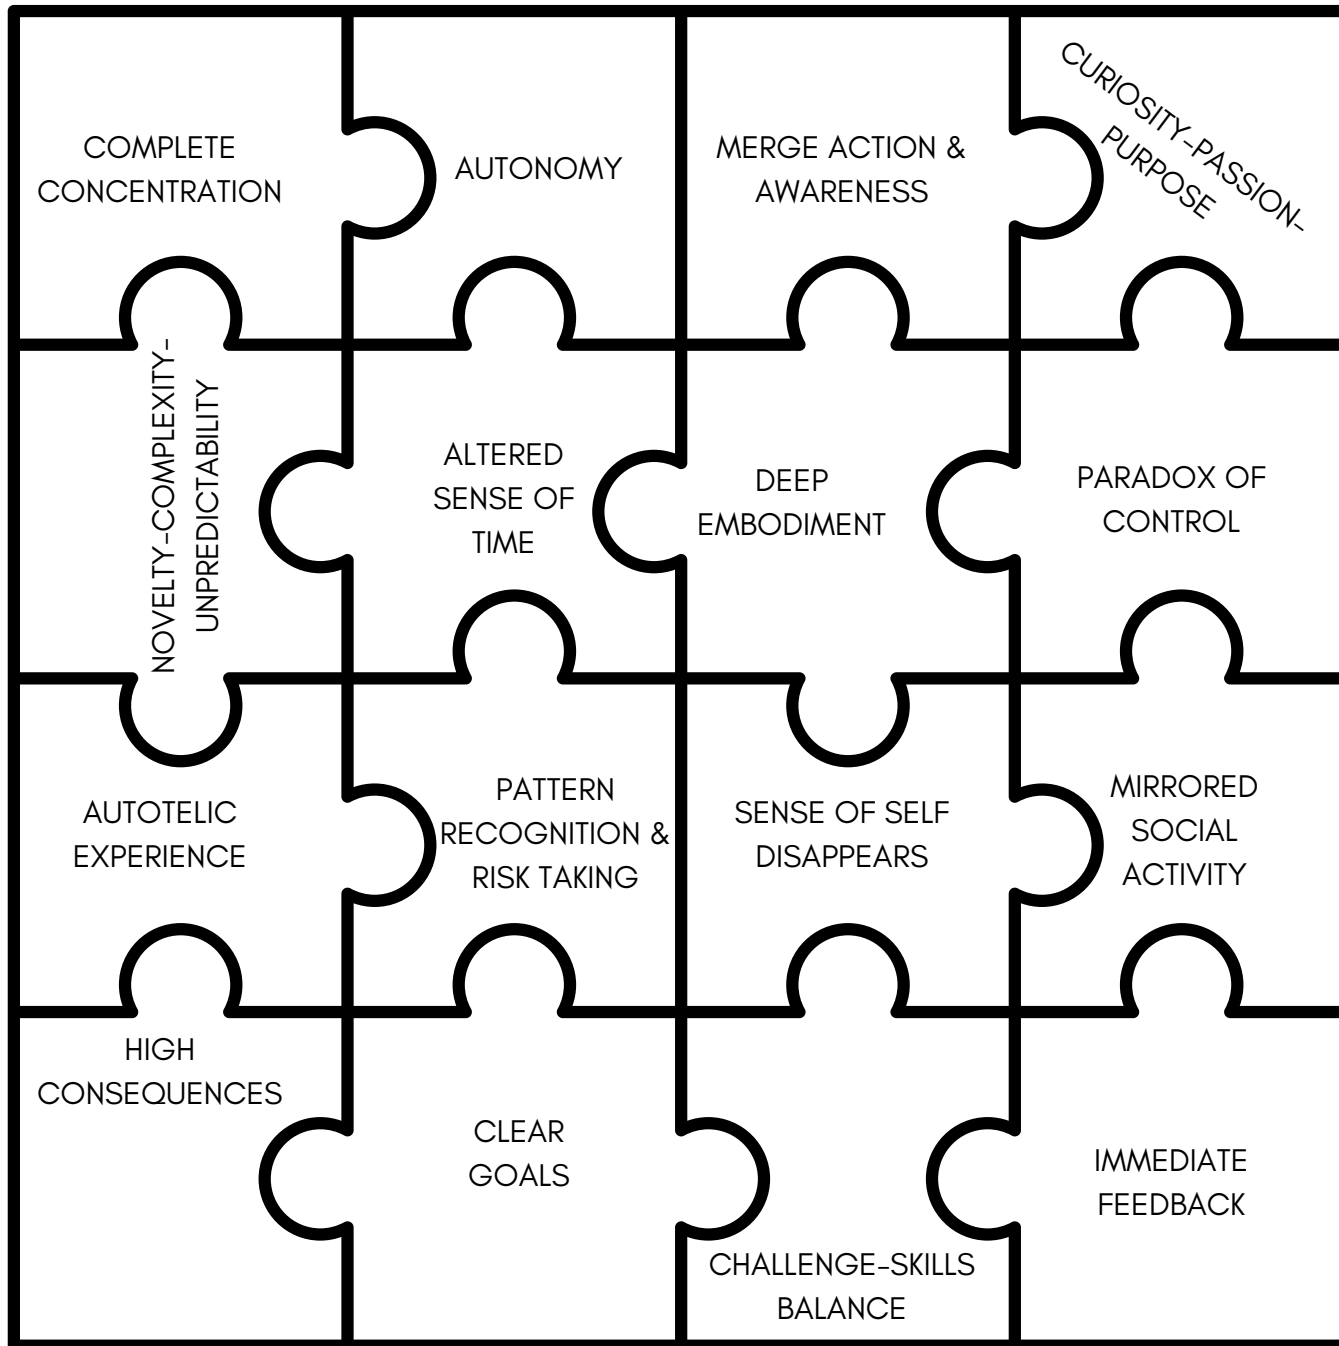 COMPLETE
CONCENTRATION
AUTONOMY
MERGE ACTION &
AWARENESS
CURIOSITY-PASSION-
PURPOSE
NOVELTY-COMPLEXITY-
UNPREDICTABILITY
ALTERED
SENSE OF
TIME
DEEP
EMBODIMENT
PARADOX OF
CONTROL
AUTOTELIC
EXPERIENCE
PATTERN
RECOGNITION &
RISK TAKING
SENSE OF SELF
DISAPPEARS
MIRRORED
SOCIAL
ACTIVITY
HIGH
CONSEQUENCES
CLEAR
GOALS
CHALLENGE-SKILLS
BALANCE
IMMEDIATE
FEEDBACK